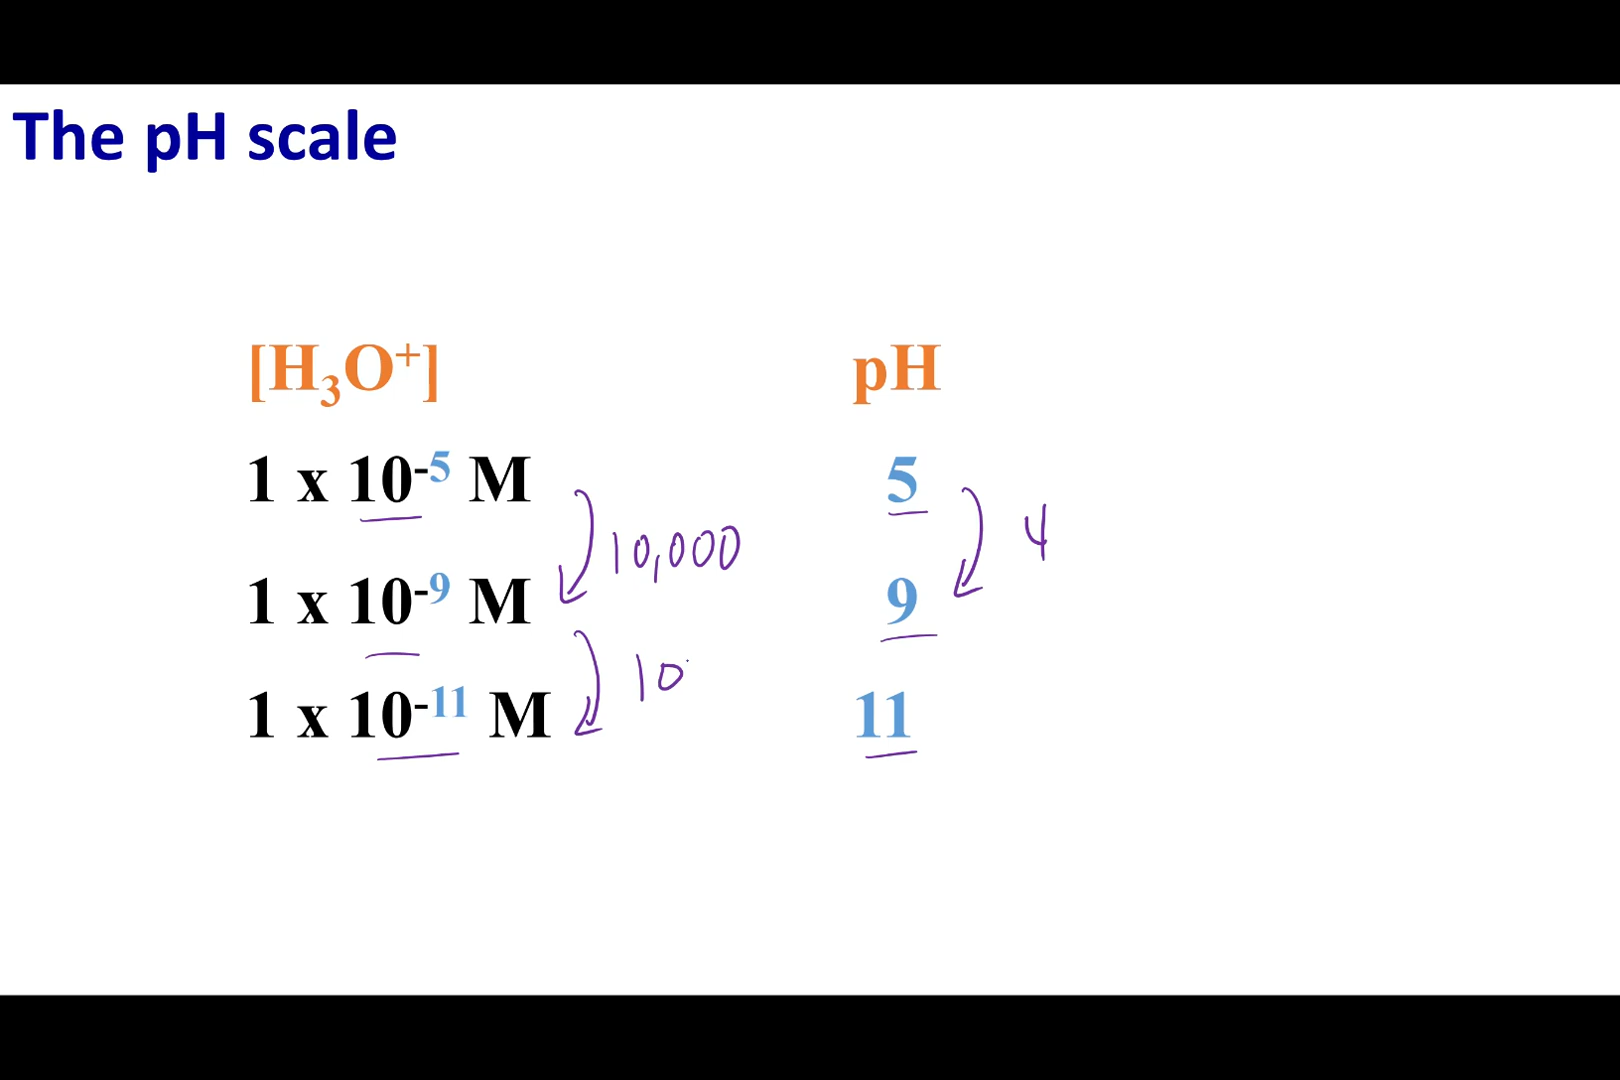 The pH scale
[H₃O⁺] pH
1 x 10⁻⁵ M 5
10,000 4
1 x 10⁻⁹ M 9
10
1 x 10⁻¹¹ M 11